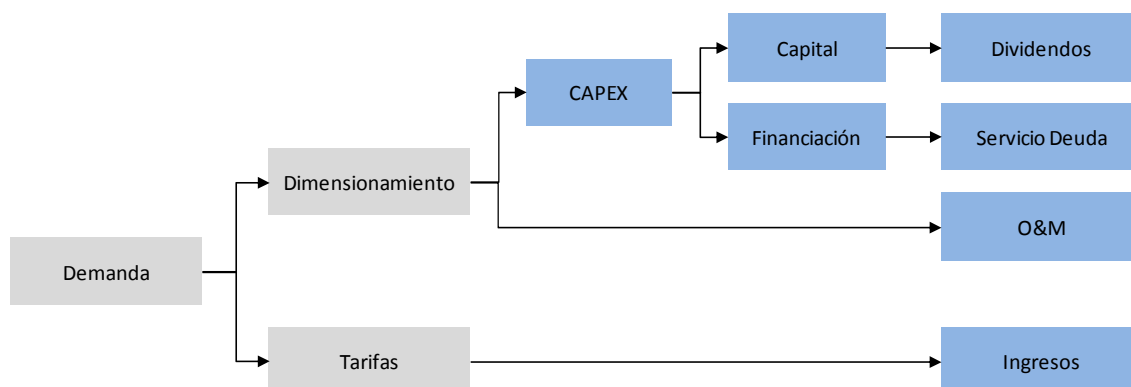 Capital
Dividendos
CAPEX
Financiación
Servicio Deuda
Dimensionamiento
O&M
Demanda
Tarifas
Ingresos